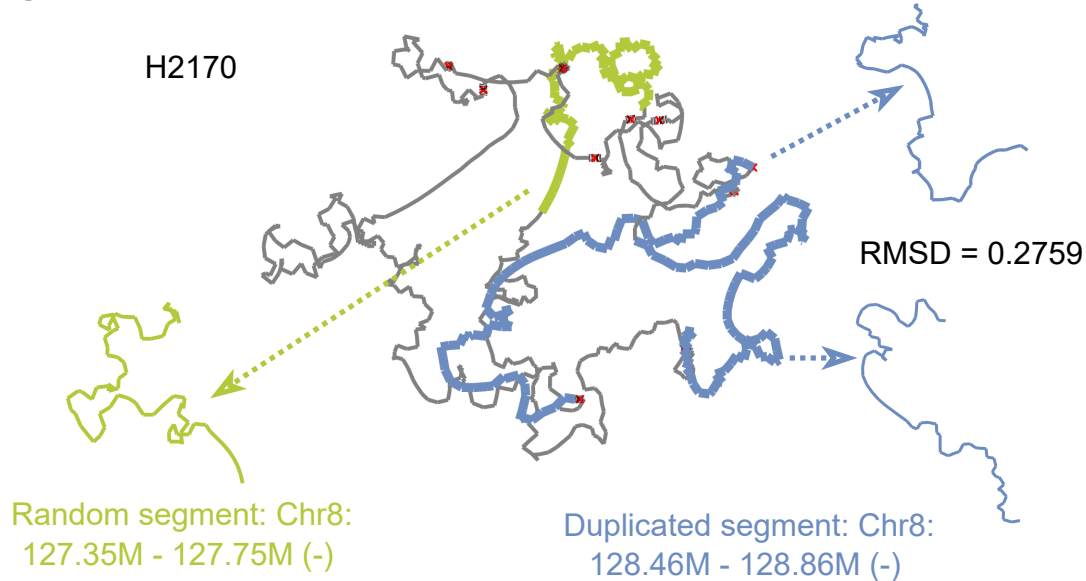 H2170
RMSD = 0.2759
Random segment: Chr8:
127.35M - 127.75M (-)
Duplicated segment: Chr8:
128.46M - 128.86M (-)